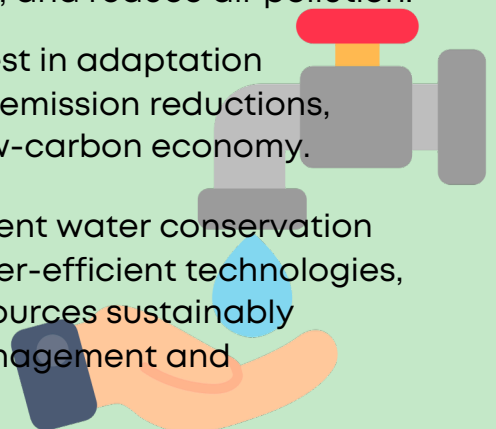 , and reduce air pollution.
est in adaptation
emission reductions,
w-carbon economy.
ent water conservation
er-efficient technologies,
ources sustainably
nagement and